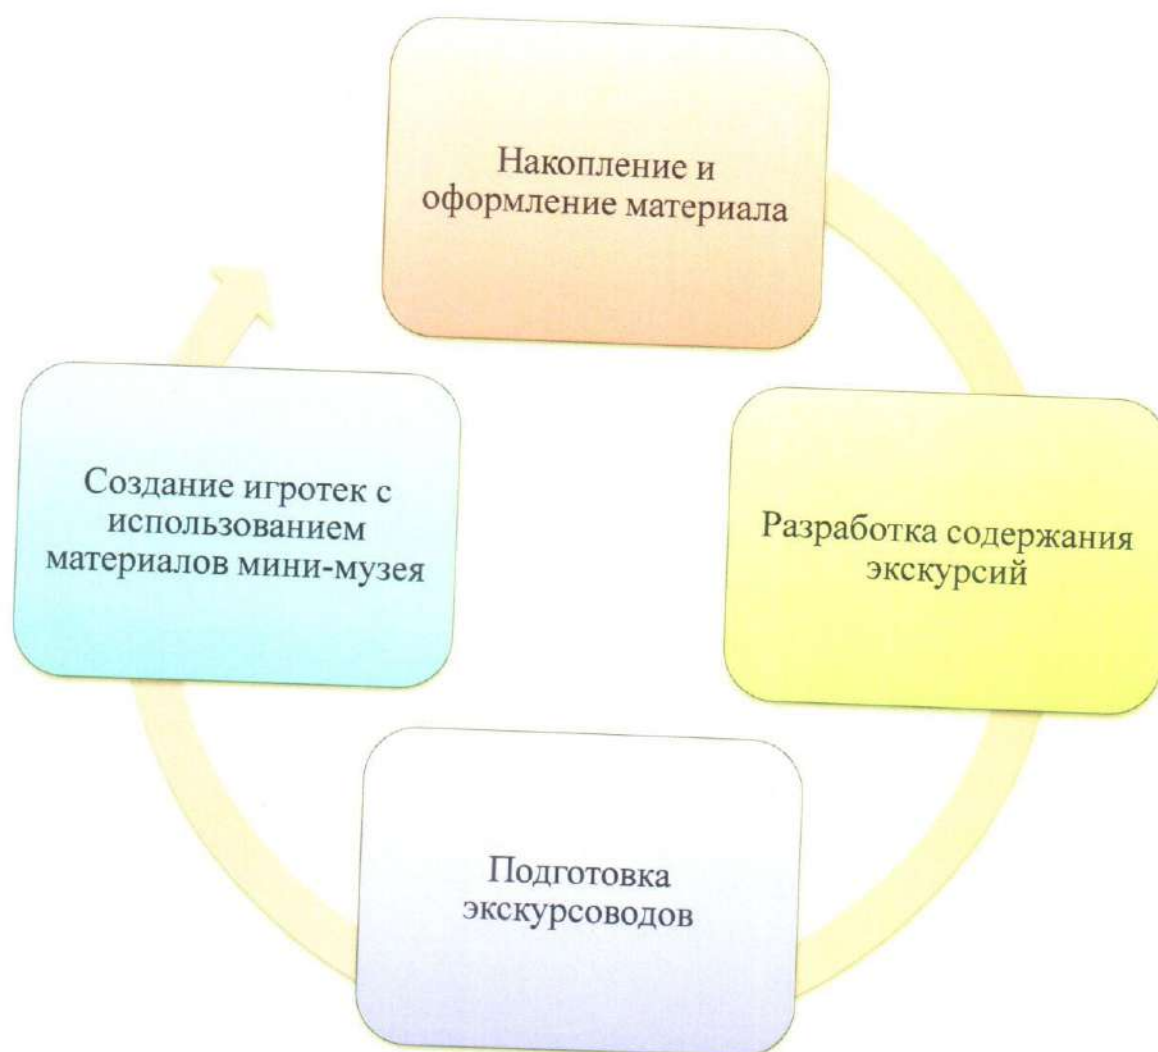 Накопление и
оформление материала
Разработка содержания
экскурсий
Подготовка
экскурсоводов
Создание игротек с
использованием
материалов мини-музея